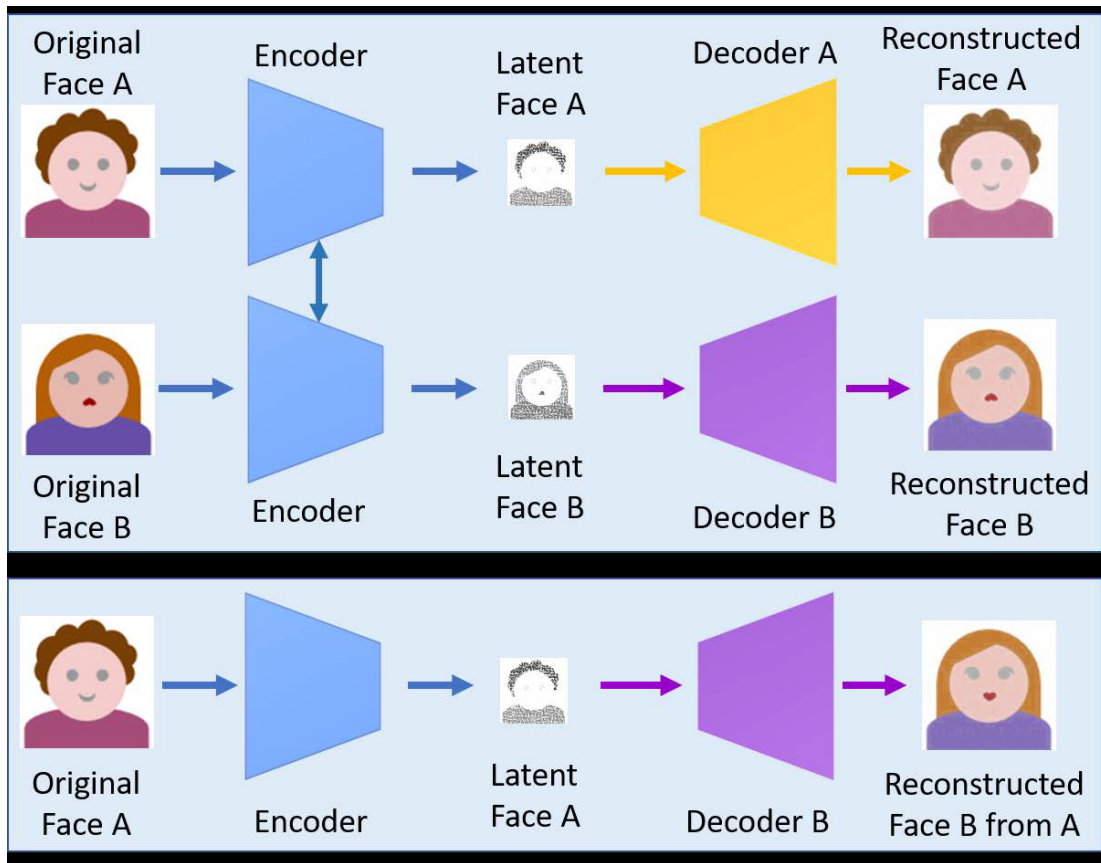 Original
Face A
Encoder
Latent
Face A
Decoder A
Reconstructed
Face A
Original
Face B
Encoder
Latent
Face B
Decoder B
Reconstructed
Face B
Original
Face A
Encoder
Latent
Face A
Decoder B
Reconstructed
Face B from A